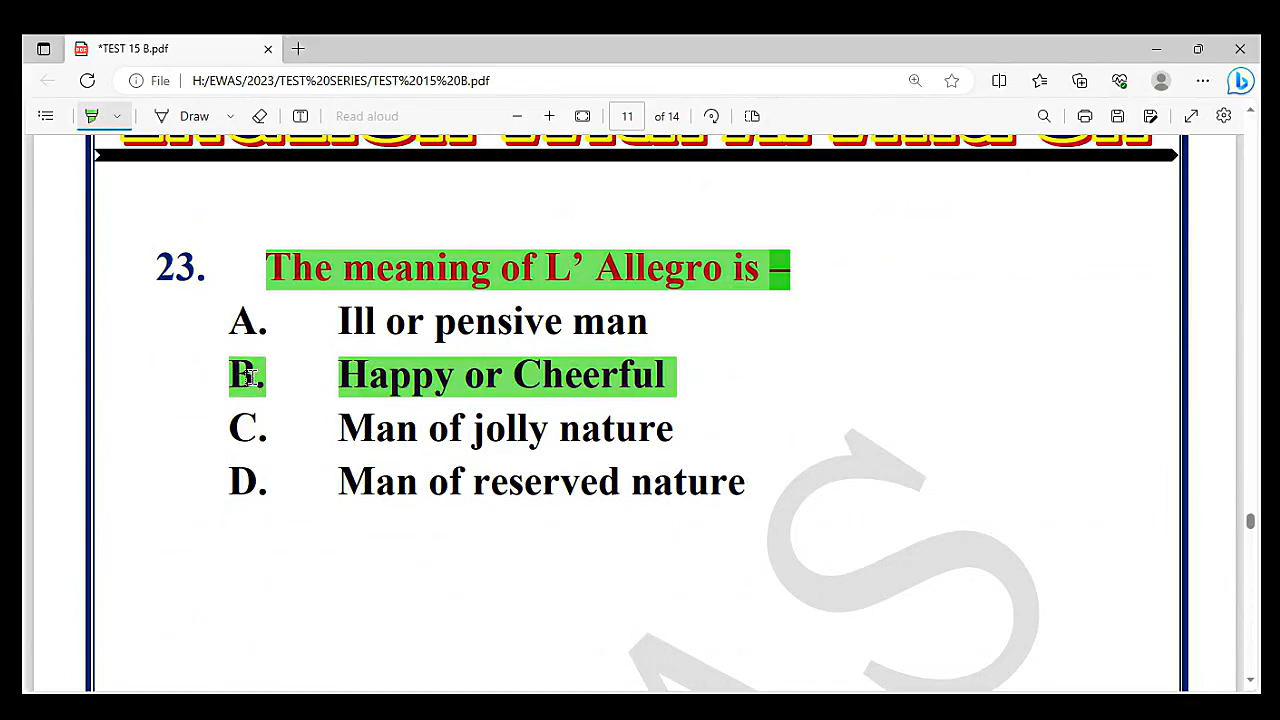 *TEST 15 B.pdf
File H:/EWAS/2023/TEST%20SERIES/TEST%2015%20B.pdf
Draw Read aloud 11 of 14
23. The meaning of L’ Allegro is –
A. Ill or pensive man
B. Happy or Cheerful
C. Man of jolly nature
D. Man of reserved nature